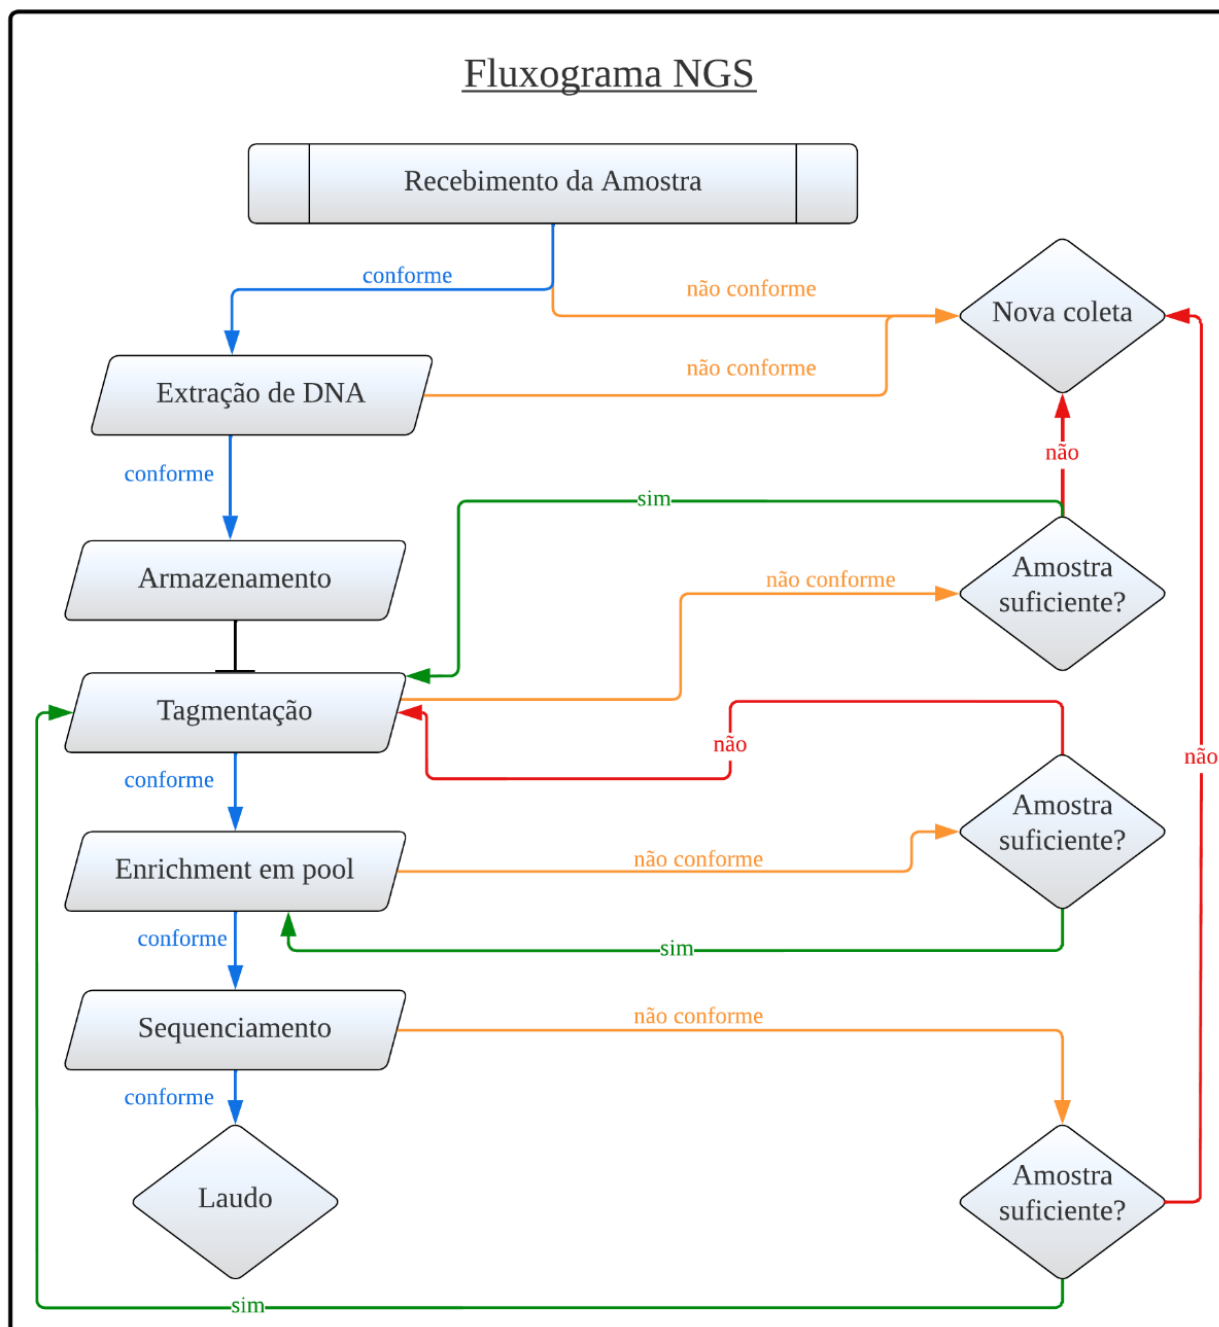 Fluxograma NGS
Recebimento da Amostra
conforme
não conforme
Nova coleta
não conforme
Extração de DNA
conforme
não
sim
Armazenamento
não conforme
Amostra
suficiente?
Tagmentação
não
não
conforme
Amostra
suficiente?
Enrichment em pool
não conforme
conforme
sim
Sequenciamento
não conforme
conforme
Laudo
Amostra
suficiente?
sim